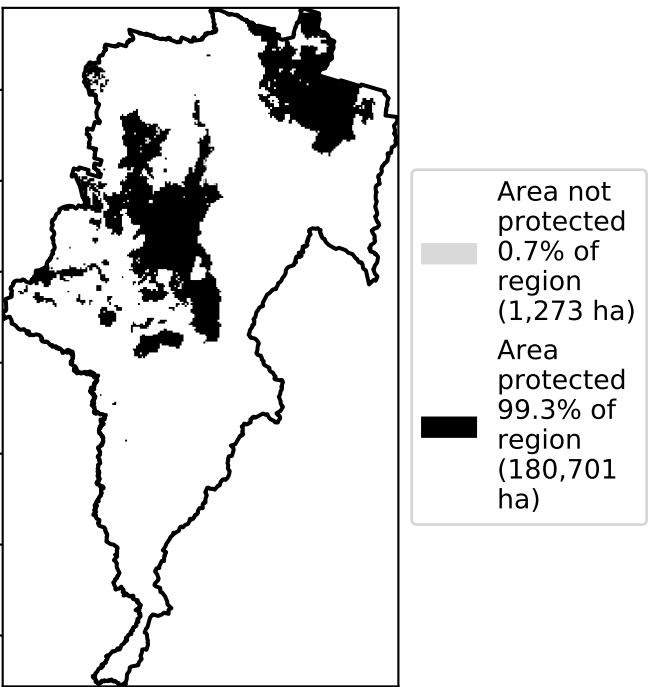 Area not
protected
0.7% of
region
(1,273 ha)
Area
protected
99.3% of
region
(180,701
ha)